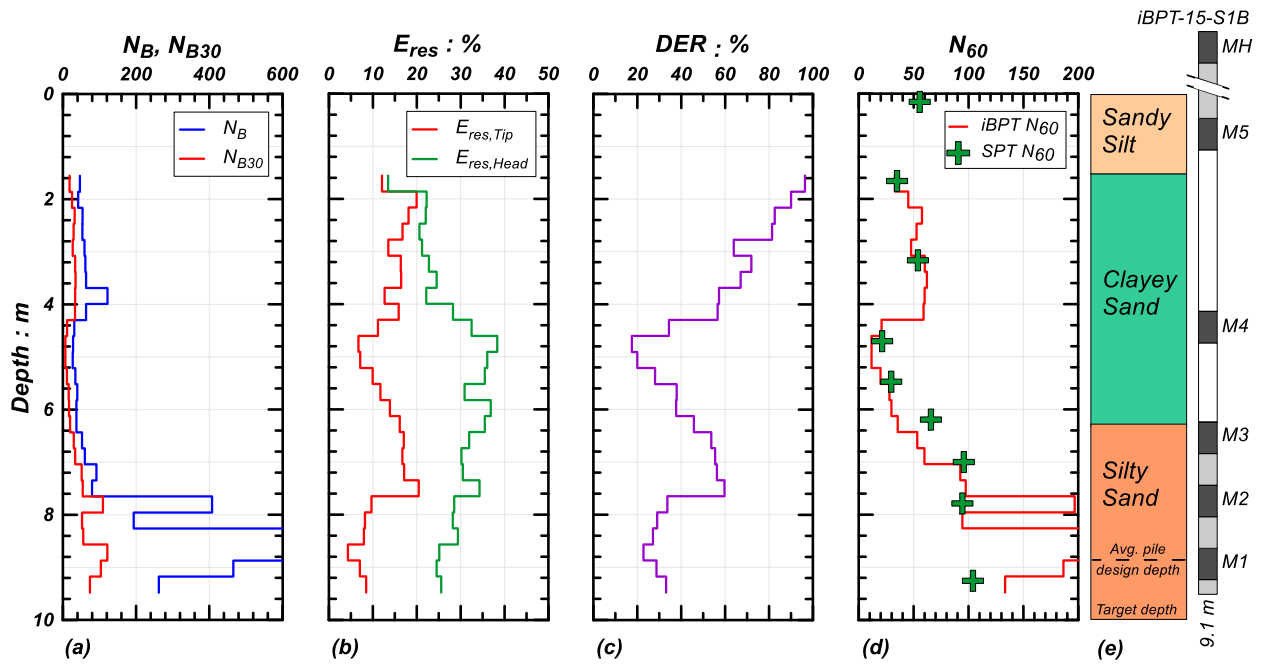 iBPT-15-S1B
N_B, N_B30
E_res : %
DER : %
N_60
0 200 400 600
0 10 20 30 40 50
0 20 40 60 80 100
0 50 100 150 200
MH
0
2
4
6
8
10
Depth : m
N_B
N_B30
E_res,Tip
E_res,Head
iBPT N_60
SPT N_60
Sandy
Silt
Clayey
Sand
Silty
Sand
Avg. pile
design depth
Target depth
M5
M4
M3
M2
M1
9.1 m
(a)
(b)
(c)
(d)
(e)